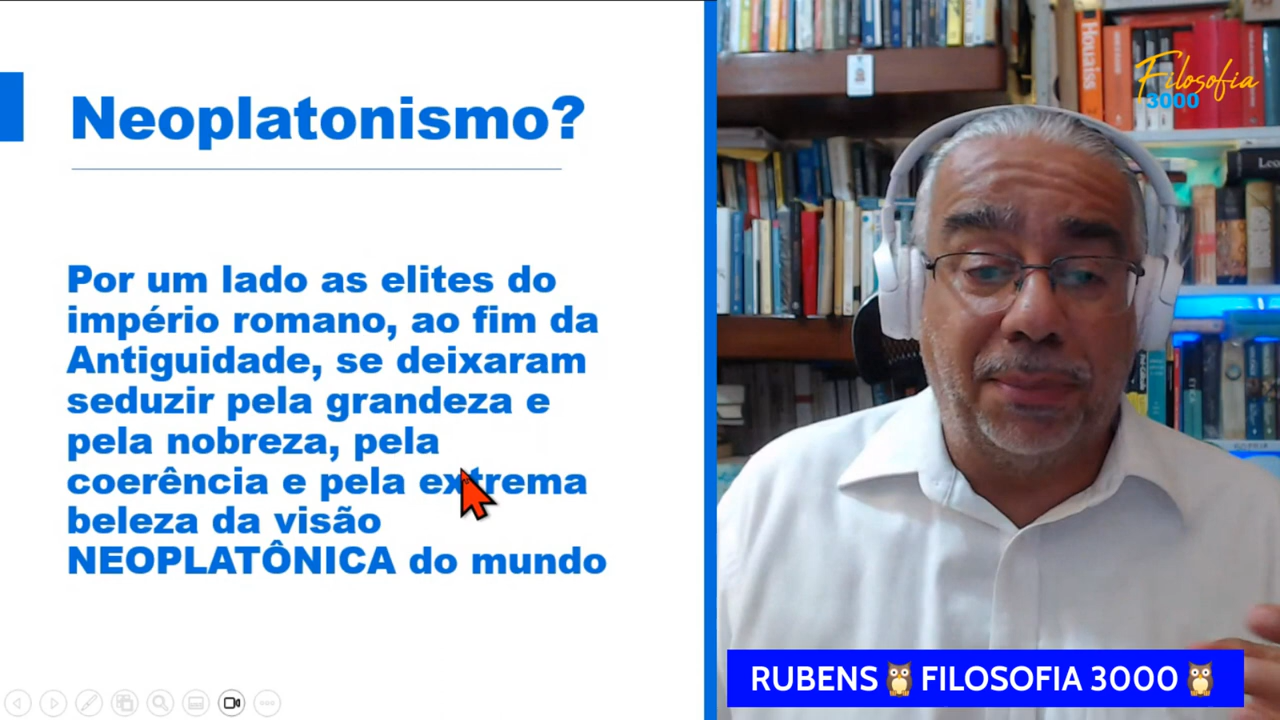 Neoplatonismo?
Por um lado as elites do
império romano, ao fim da
Antiguidade, se deixaram
seduzir pela grandeza e
pela nobreza, pela
coerência e pela extrema
beleza da visão
NEOPLATÔNICA do mundo
Houaiss
Filosofia
3000
RUBENS🦉FILOSOFIA 3000🦉